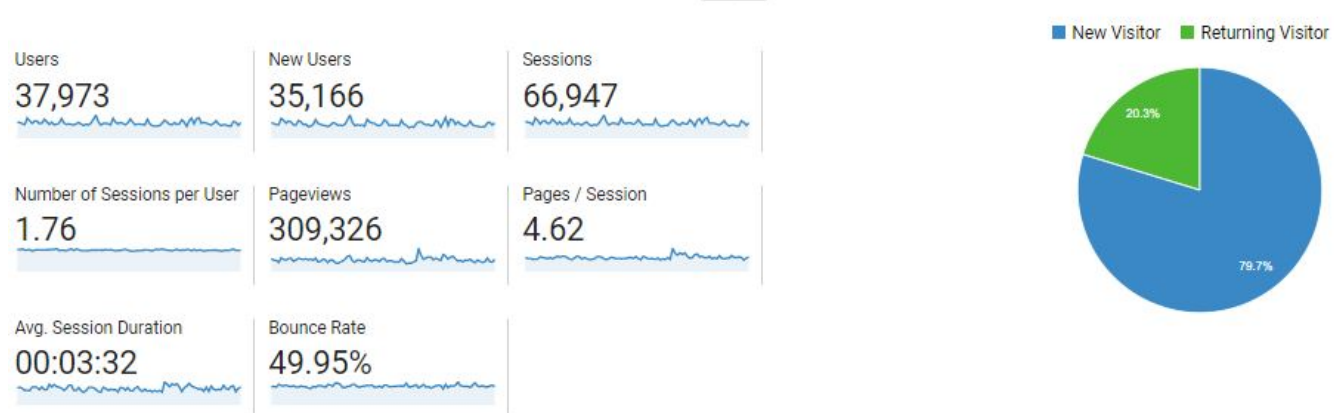 Users
37,973
New Users
35,166
Sessions
66,947
Number of Sessions per User
1.76
Pageviews
309,326
Pages / Session
4.62
Avg. Session Duration
00:03:32
Bounce Rate
49.95%
New Visitor
Returning Visitor
20.3%
79.7%